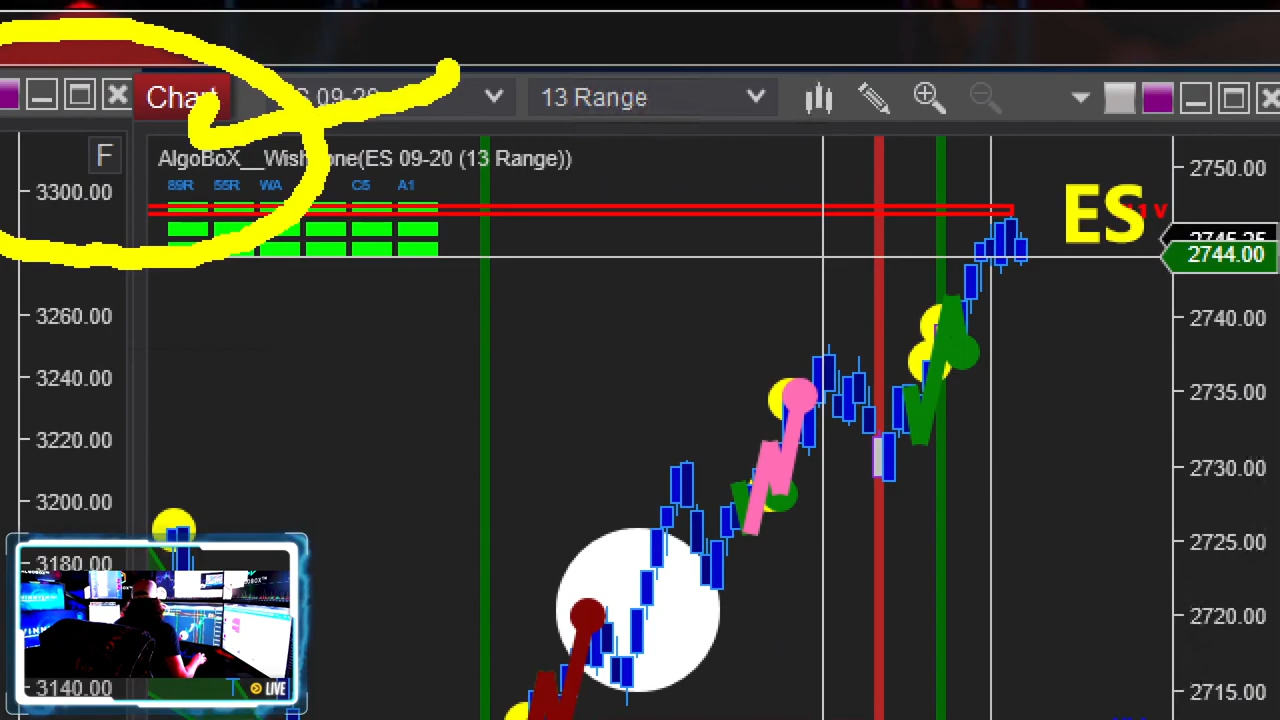 Chart
09-20
13 Range
F
AlgoBoX__Wishbone(ES 09-20 (13 Range))
89R 55R WA C5 A1
ES
V
3300.00
3260.00
3240.00
3220.00
3200.00
3180.00
3140.00
2750.00
2745.25
2744.00
2740.00
2735.00
2730.00
2725.00
2720.00
2715.00
T LIVE